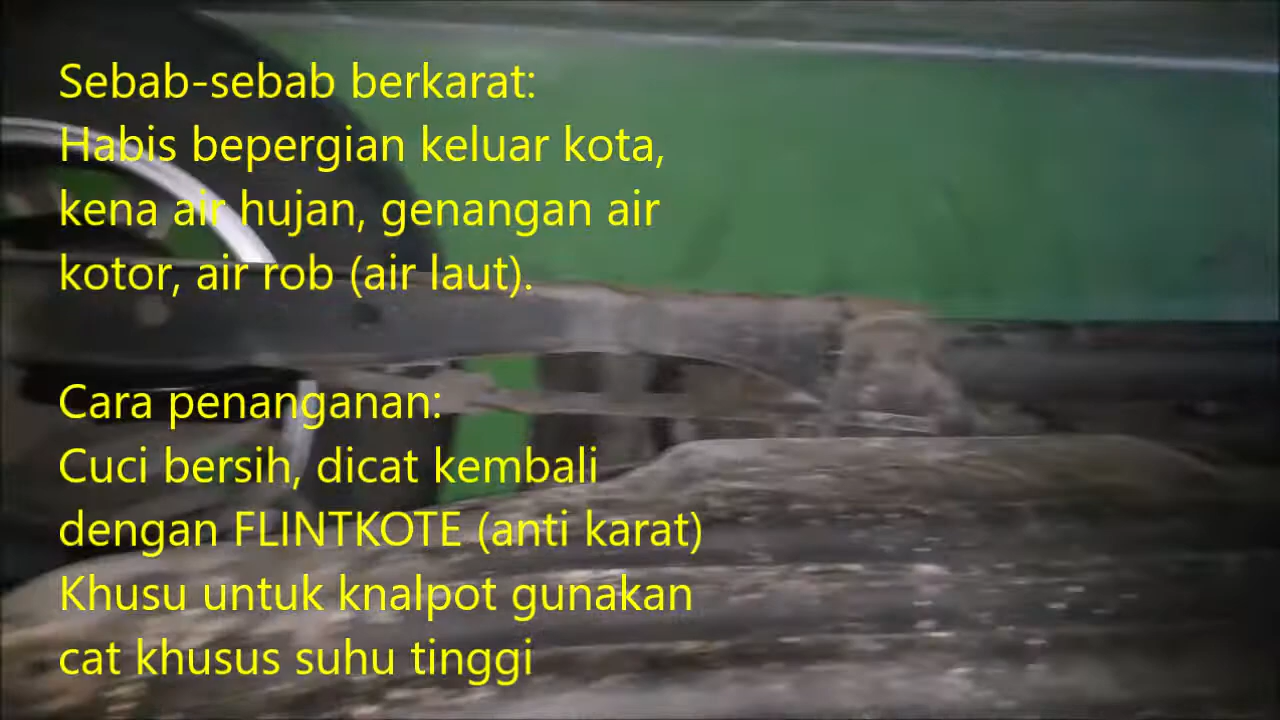 Sebab-sebab berkarat:
Habis bepergian keluar kota,
kena air hujan, genangan air
kotor, air rob (air laut).
Cara penanganan:
Cuci bersih, dicat kembali
dengan FLINTKOTE (anti karat)
Khusu untuk knalpot gunakan
cat khusus suhu tinggi